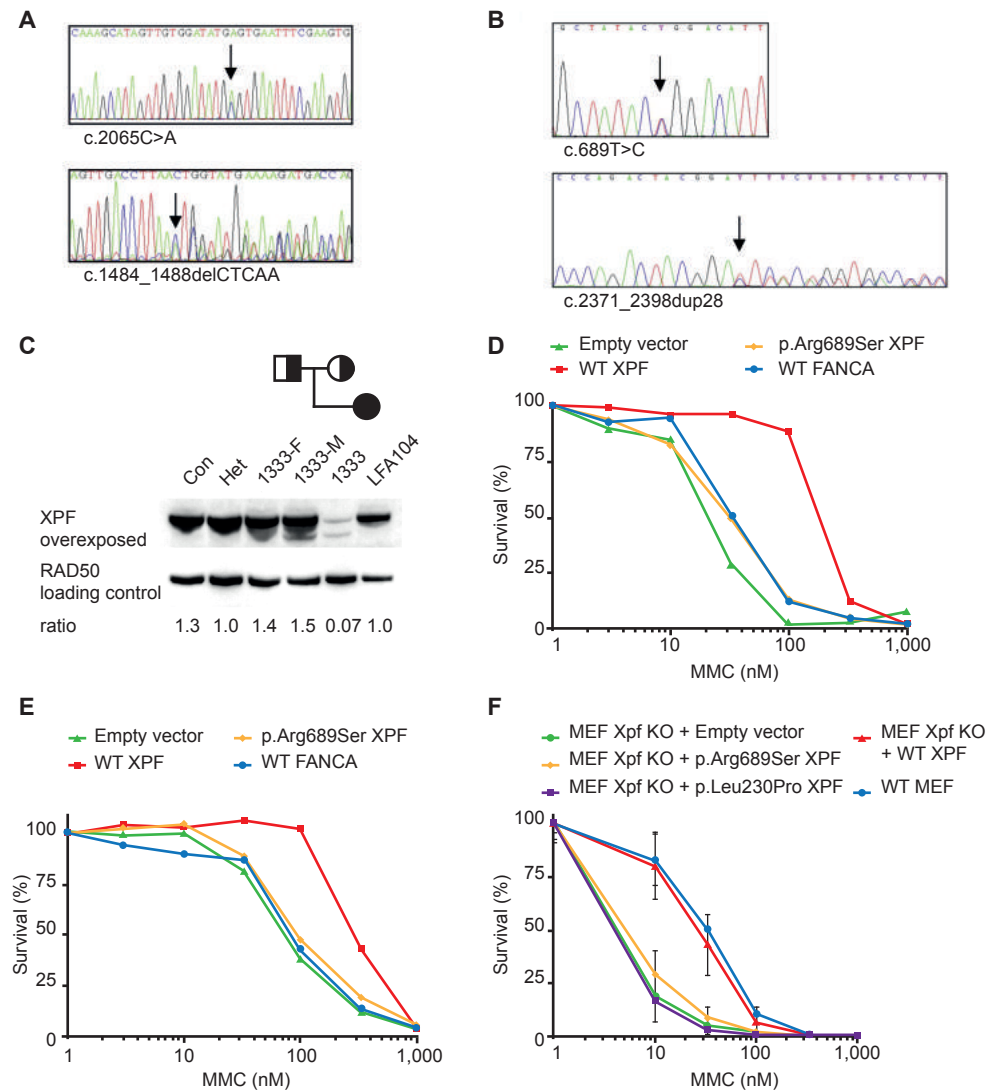 A
CAAAGCATAGTTGTGGATATGAGTGAATTTCGAAGTG
c.2065C>A
AGTTGACCTTAACTGGTATGAAAAGATGACCAC
c.1484_1488delCTCAA
B
GCTATACYGGACATT
c.689T>C
c.2371_2398dup28
C
Con
Het
1333-F
1333-M
1333
LFA104
XPF
overexposed
RAD50
loading control
ratio
1.3 1.0 1.4 1.5 0.07 1.0
D
Empty vector
p.Arg689Ser XPF
WT XPF
WT FANCA
Survival (%)
100
75
50
25
0
1 10 100 1,000
MMC (nM)
E
Empty vector
p.Arg689Ser XPF
WT XPF
WT FANCA
Survival (%)
100
75
50
25
0
1 10 100 1,000
MMC (nM)
F
MEF Xpf KO + Empty vector
MEF Xpf KO + p.Arg689Ser XPF
MEF Xpf KO + p.Leu230Pro XPF
MEF Xpf KO
+ WT XPF
WT MEF
Survival (%)
100
75
50
25
0
1 10 100 1,000
MMC (nM)